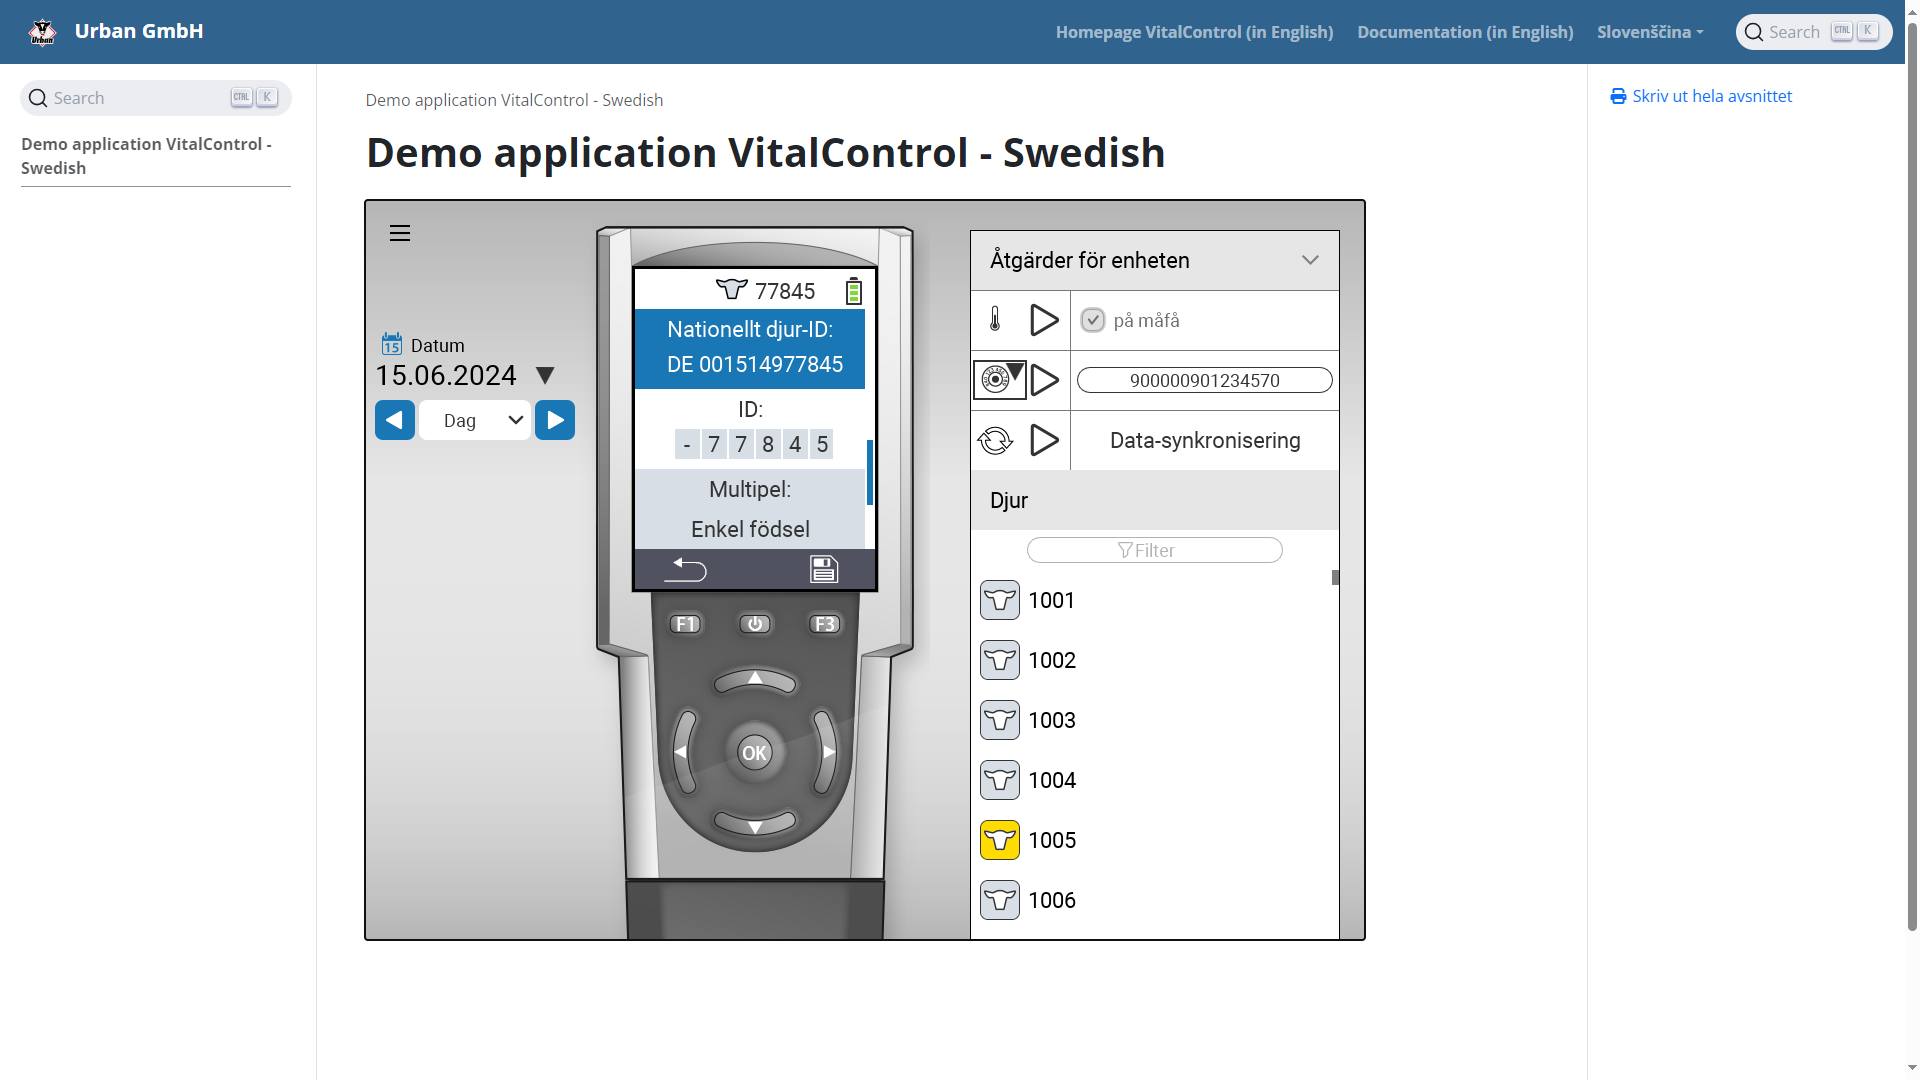 Urban GmbH
Homepage VitalControl (in English)
Documentation (in English)
Slovenščina
Search CTRL K
Search CTRL K
Demo application VitalControl -
Swedish
Demo application VitalControl - Swedish
Demo application VitalControl - Swedish
Skriv ut hela avsnittet
15 Datum
15.06.2024
Dag
77845
Nationellt djur-ID:
DE 001514977845
ID:
- 7 7 8 4 5
Multipel:
Enkel födsel
F1
F3
OK
Åtgärder för enheten
på måfå
900000901234570
Data-synkronisering
Djur
Filter
1001
1002
1003
1004
1005
1006